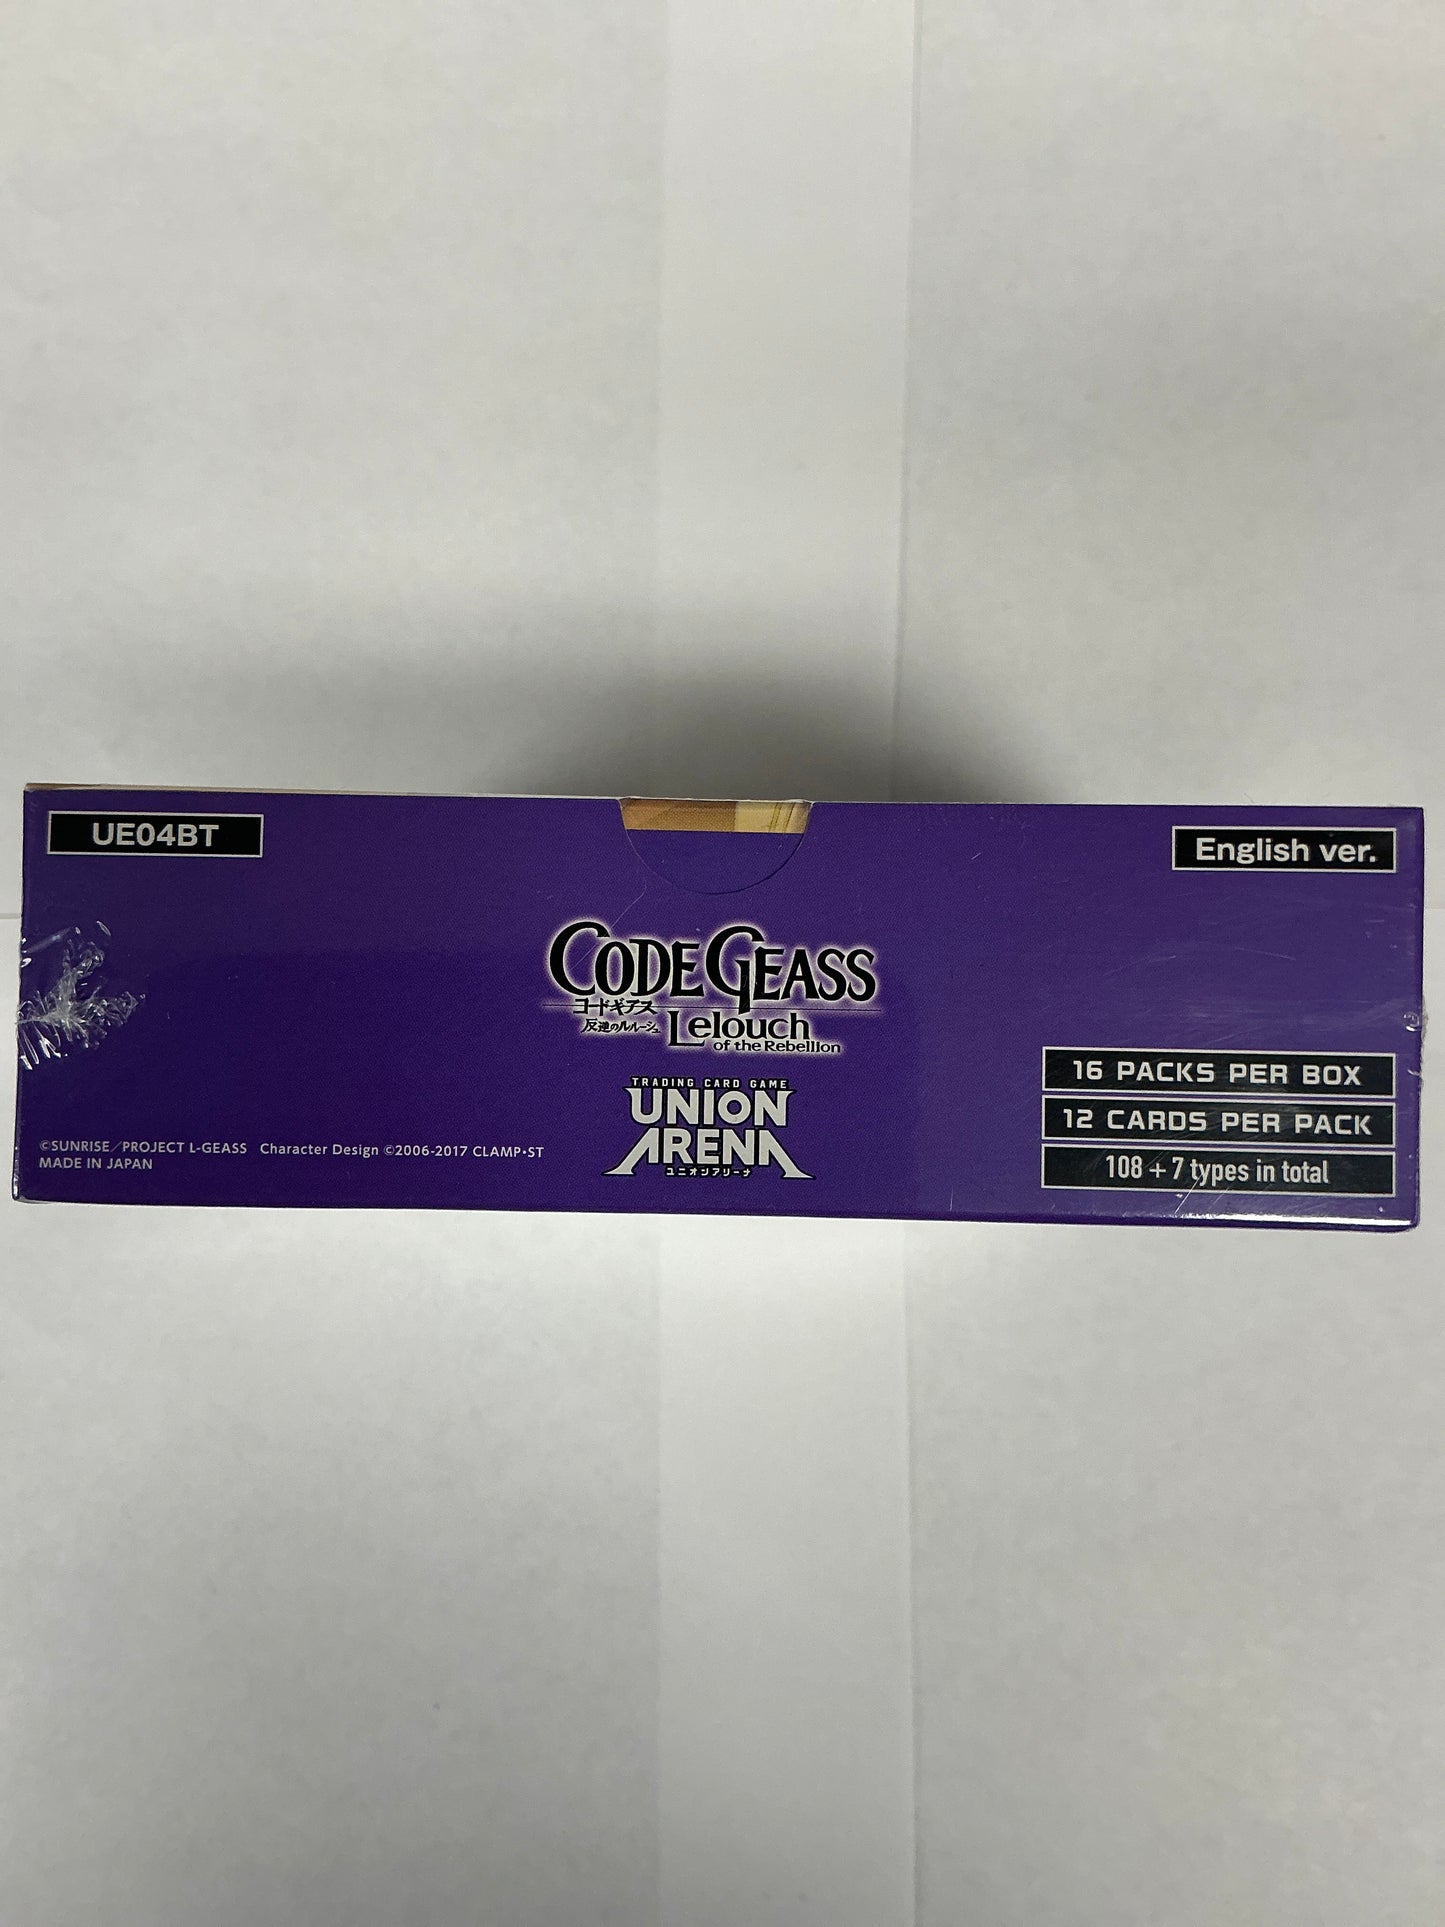 UE04BT
English ver.
CODE GEASS
コードギアス
反逆のルルーシュ
Lelouch
of the Rebellion
TRADING CARD GAME
UNION
ARENA
ユニオンアリーナ
©SUNRISE/PROJECT L-GEASS Character Design ©2006-2017 CLAMP・ST
MADE IN JAPAN
16 PACKS PER BOX
12 CARDS PER PACK
108 + 7 types in total